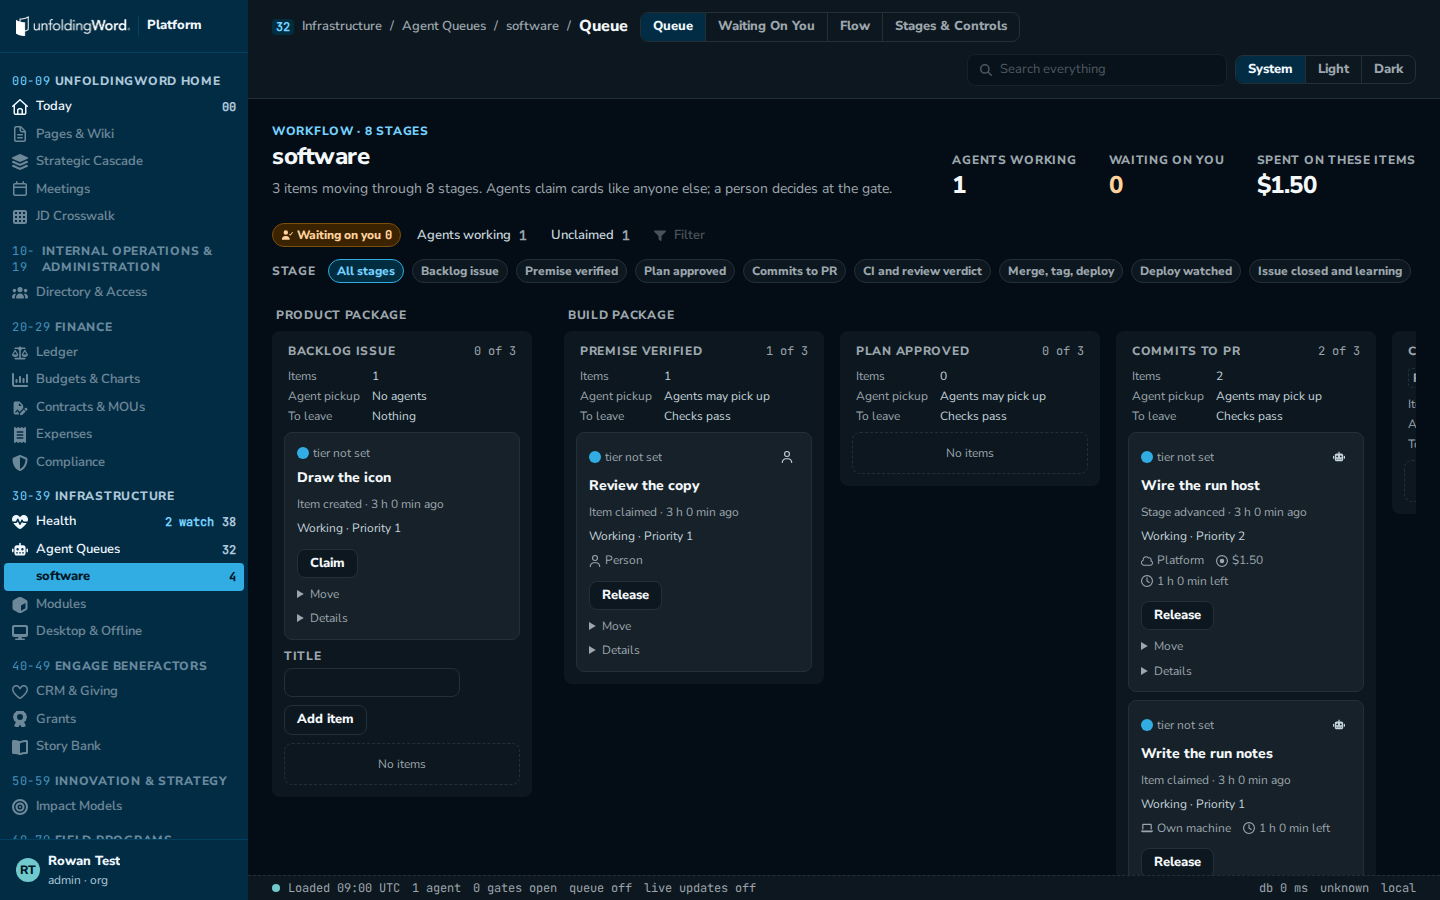 unfoldingWord Platform
00-09 UNFOLDINGWORD HOME
Today 00
Pages & Wiki
Strategic Cascade
Meetings
JD Crosswalk
10-19 INTERNAL OPERATIONS & ADMINISTRATION
Directory & Access
20-29 FINANCE
Ledger
Budgets & Charts
Contracts & MOUs
Expenses
Compliance
30-39 INFRASTRUCTURE
Health 2 watch 38
Agent Queues 32
software 4
Modules
Desktop & Offline
40-49 ENGAGE BENEFACTORS
CRM & Giving
Grants
Story Bank
50-59 INNOVATION & STRATEGY
Impact Models
RT Rowan Test
admin · org
32 Infrastructure / Agent Queues / software / Queue
Queue Waiting On You Flow Stages & Controls
Search everything
System Light Dark
WORKFLOW · 8 STAGES
software
3 items moving through 8 stages. Agents claim cards like anyone else; a person decides at the gate.
AGENTS WORKING
1
WAITING ON YOU
0
SPENT ON THESE ITEMS
$1.50
Waiting on you 0 Agents working 1 Unclaimed 1 Filter
STAGE All stages Backlog issue Premise verified Plan approved Commits to PR CI and review verdict Merge, tag, deploy Deploy watched Issue closed and learning
PRODUCT PACKAGE
BACKLOG ISSUE 0 of 3
Items 1
Agent pickup No agents
To leave Nothing
tier not set
Draw the icon
Item created · 3 h 0 min ago
Working · Priority 1
Claim
Move
Details
TITLE
Add item
No items
BUILD PACKAGE
PREMISE VERIFIED 1 of 3
Items 1
Agent pickup Agents may pick up
To leave Checks pass
tier not set
Review the copy
Item claimed · 3 h 0 min ago
Working · Priority 1
Person
Release
Move
Details
PLAN APPROVED 0 of 3
Items 0
Agent pickup Agents may pick up
To leave Checks pass
No items
COMMITS TO PR 2 of 3
Items 2
Agent pickup Agents may pick up
To leave Checks pass
tier not set
Wire the run host
Stage advanced · 3 h 0 min ago
Working · Priority 2
Platform $1.50
1 h 0 min left
Release
Move
Details
tier not set
Write the run notes
Item claimed · 3 h 0 min ago
Working · Priority 1
Own machine 1 h 0 min left
Release
Loaded 09:00 UTC 1 agent 0 gates open queue off live updates off
db 0 ms unknown local